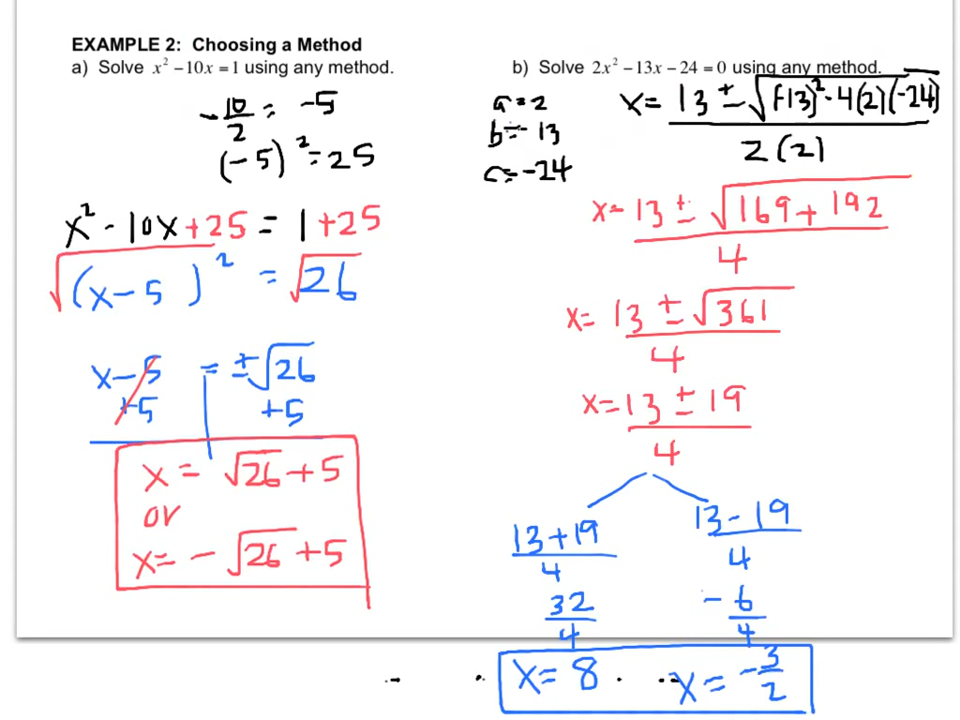 EXAMPLE 2: Choosing a Method
a) Solve x² −10x = 1 using any method.
-10/2 = -5
(-5)² = 25
x² - 10x + 25 = 1 + 25
√(x-5)² = √26
x-5 = ±√26
+5 +5
x = √26 + 5
or
x = -√26 + 5
b) Solve 2x² −13x − 24 = 0 using any method.
a = 2
b = -13
c = -24
x = 13 ± √(-13)² - 4(2)(-24) / 2(2)
x = 13 ± √169 + 192 / 4
x = 13 ± √361 / 4
x = 13 ± 19 / 4
13+19/4 13-19/4
32/4 -6/4
x = 8 x = -3/2